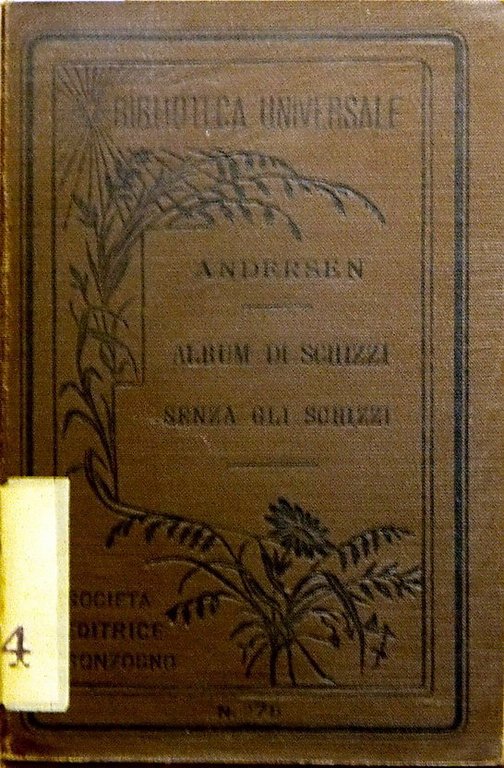 BIBLIOTECA UNIVERSALE
ANDERSEN
ALBUM DI SCHIZZI
SENZA GLI SCHIZZI
SOCIETÀ
EDITRICE
SONZOGNO
4
N.